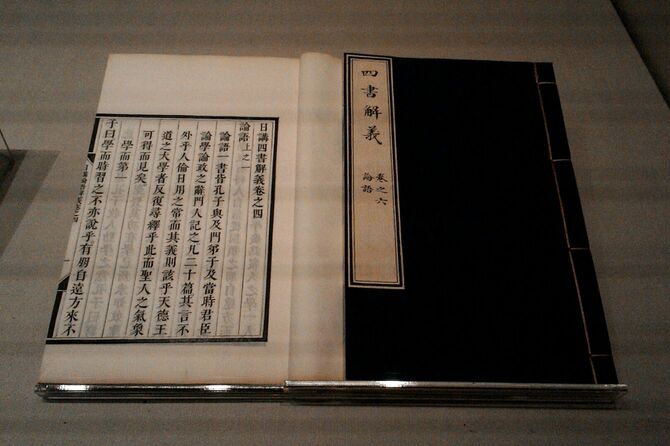 四書解義
卷之六
論語
日講四書解義卷之四
論語上之一
論語一書皆孔子與及門弟子及當時君臣
論學論政之辭門人記之凡二十篇其言不
外乎人倫日用之常而其義則該乎天德王
道之大學者反復尋繹乎此而聖人之氣象
可得而見矣
學而第一
子曰學而時習之不亦說乎有朋自遠方來不